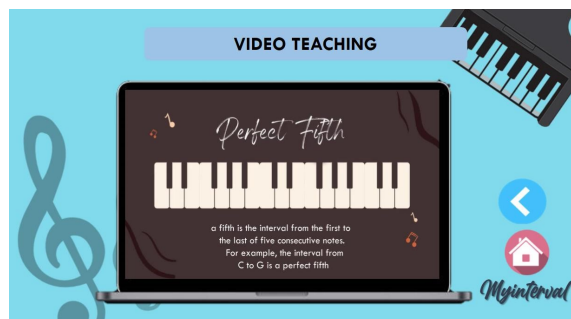 VIDEO TEACHING
Perfect Fifth
a fifth is the interval from the first to
the last of five consecutive notes.
For example, the interval from
C to G is a perfect fifth
Myinterval